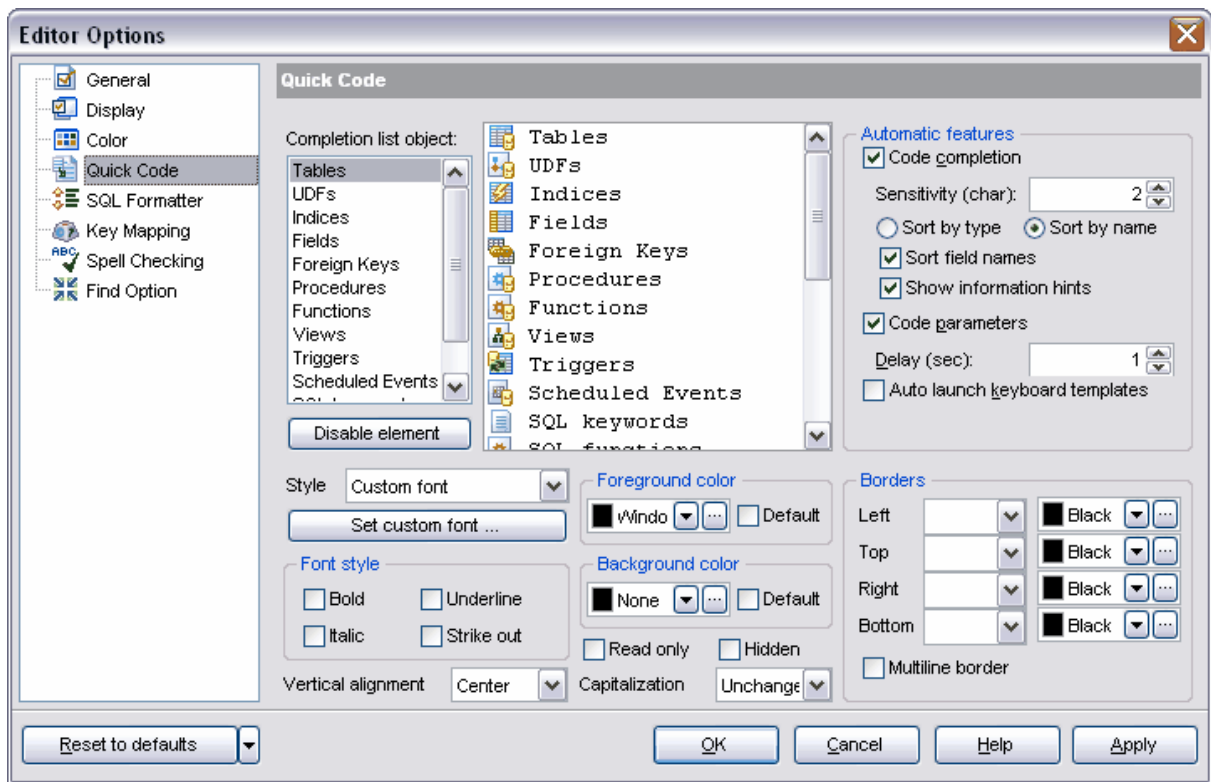 Editor Options
General
Display
Color
Quick Code
SQL Formatter
Key Mapping
ABC
Spell Checking
Find Option
Quick Code
Completion list object:
Tables
UDFs
Indices
Fields
Foreign Keys
Procedures
Functions
Views
Triggers
Scheduled Events
Disable element
Tables
UDFs
Indices
Fields
Foreign Keys
Procedures
Functions
Views
Triggers
Scheduled Events
SQL keywords
SQL functions
Automatic features
Code completion
Sensitivity (char): 2
Sort by type Sort by name
Sort field names
Show information hints
Code parameters
Delay (sec): 1
Auto launch keyboard templates
Style Custom font
Set custom font ...
Font style
Bold Underline
Italic Strike out
Vertical alignment Center
Foreground color
Windo ... Default
Background color
None ... Default
Read only Hidden
Capitalization Unchange
Borders
Left Black ...
Top Black ...
Right Black ...
Bottom Black ...
Multiline border
Reset to defaults
OK
Cancel
Help
Apply